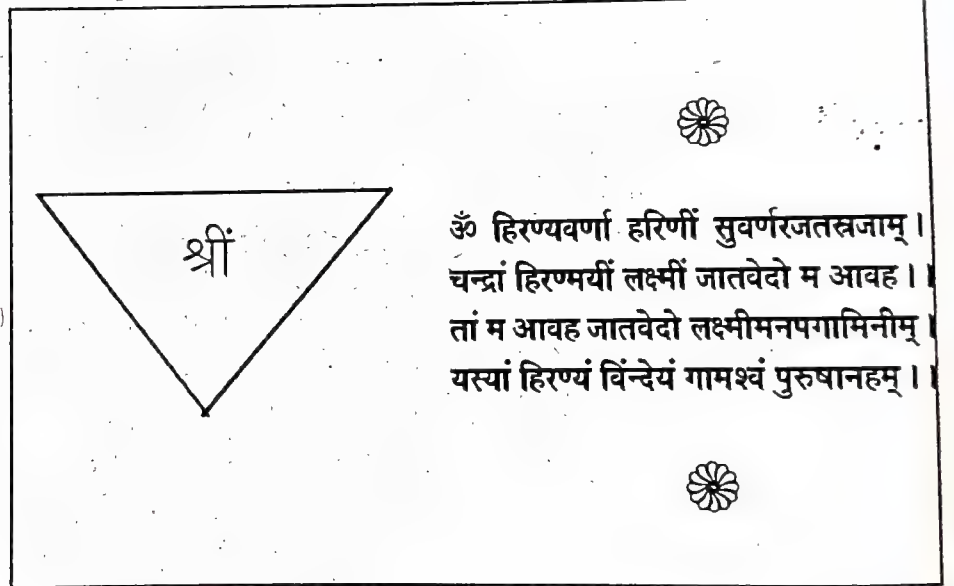 श्रीं
ॐ हिरण्यवर्णा हरिणीं सुवर्णरजतस्रजाम् ।
चन्द्रां हिरण्मयीं लक्ष्मीं जातवेदो म आवह । ।
तां म आवह जातवेदो लक्ष्मीमनपगामिनीम् ।
यस्यां हिरण्यं विंन्देयं गामश्वं पुरुषानहम् । ।